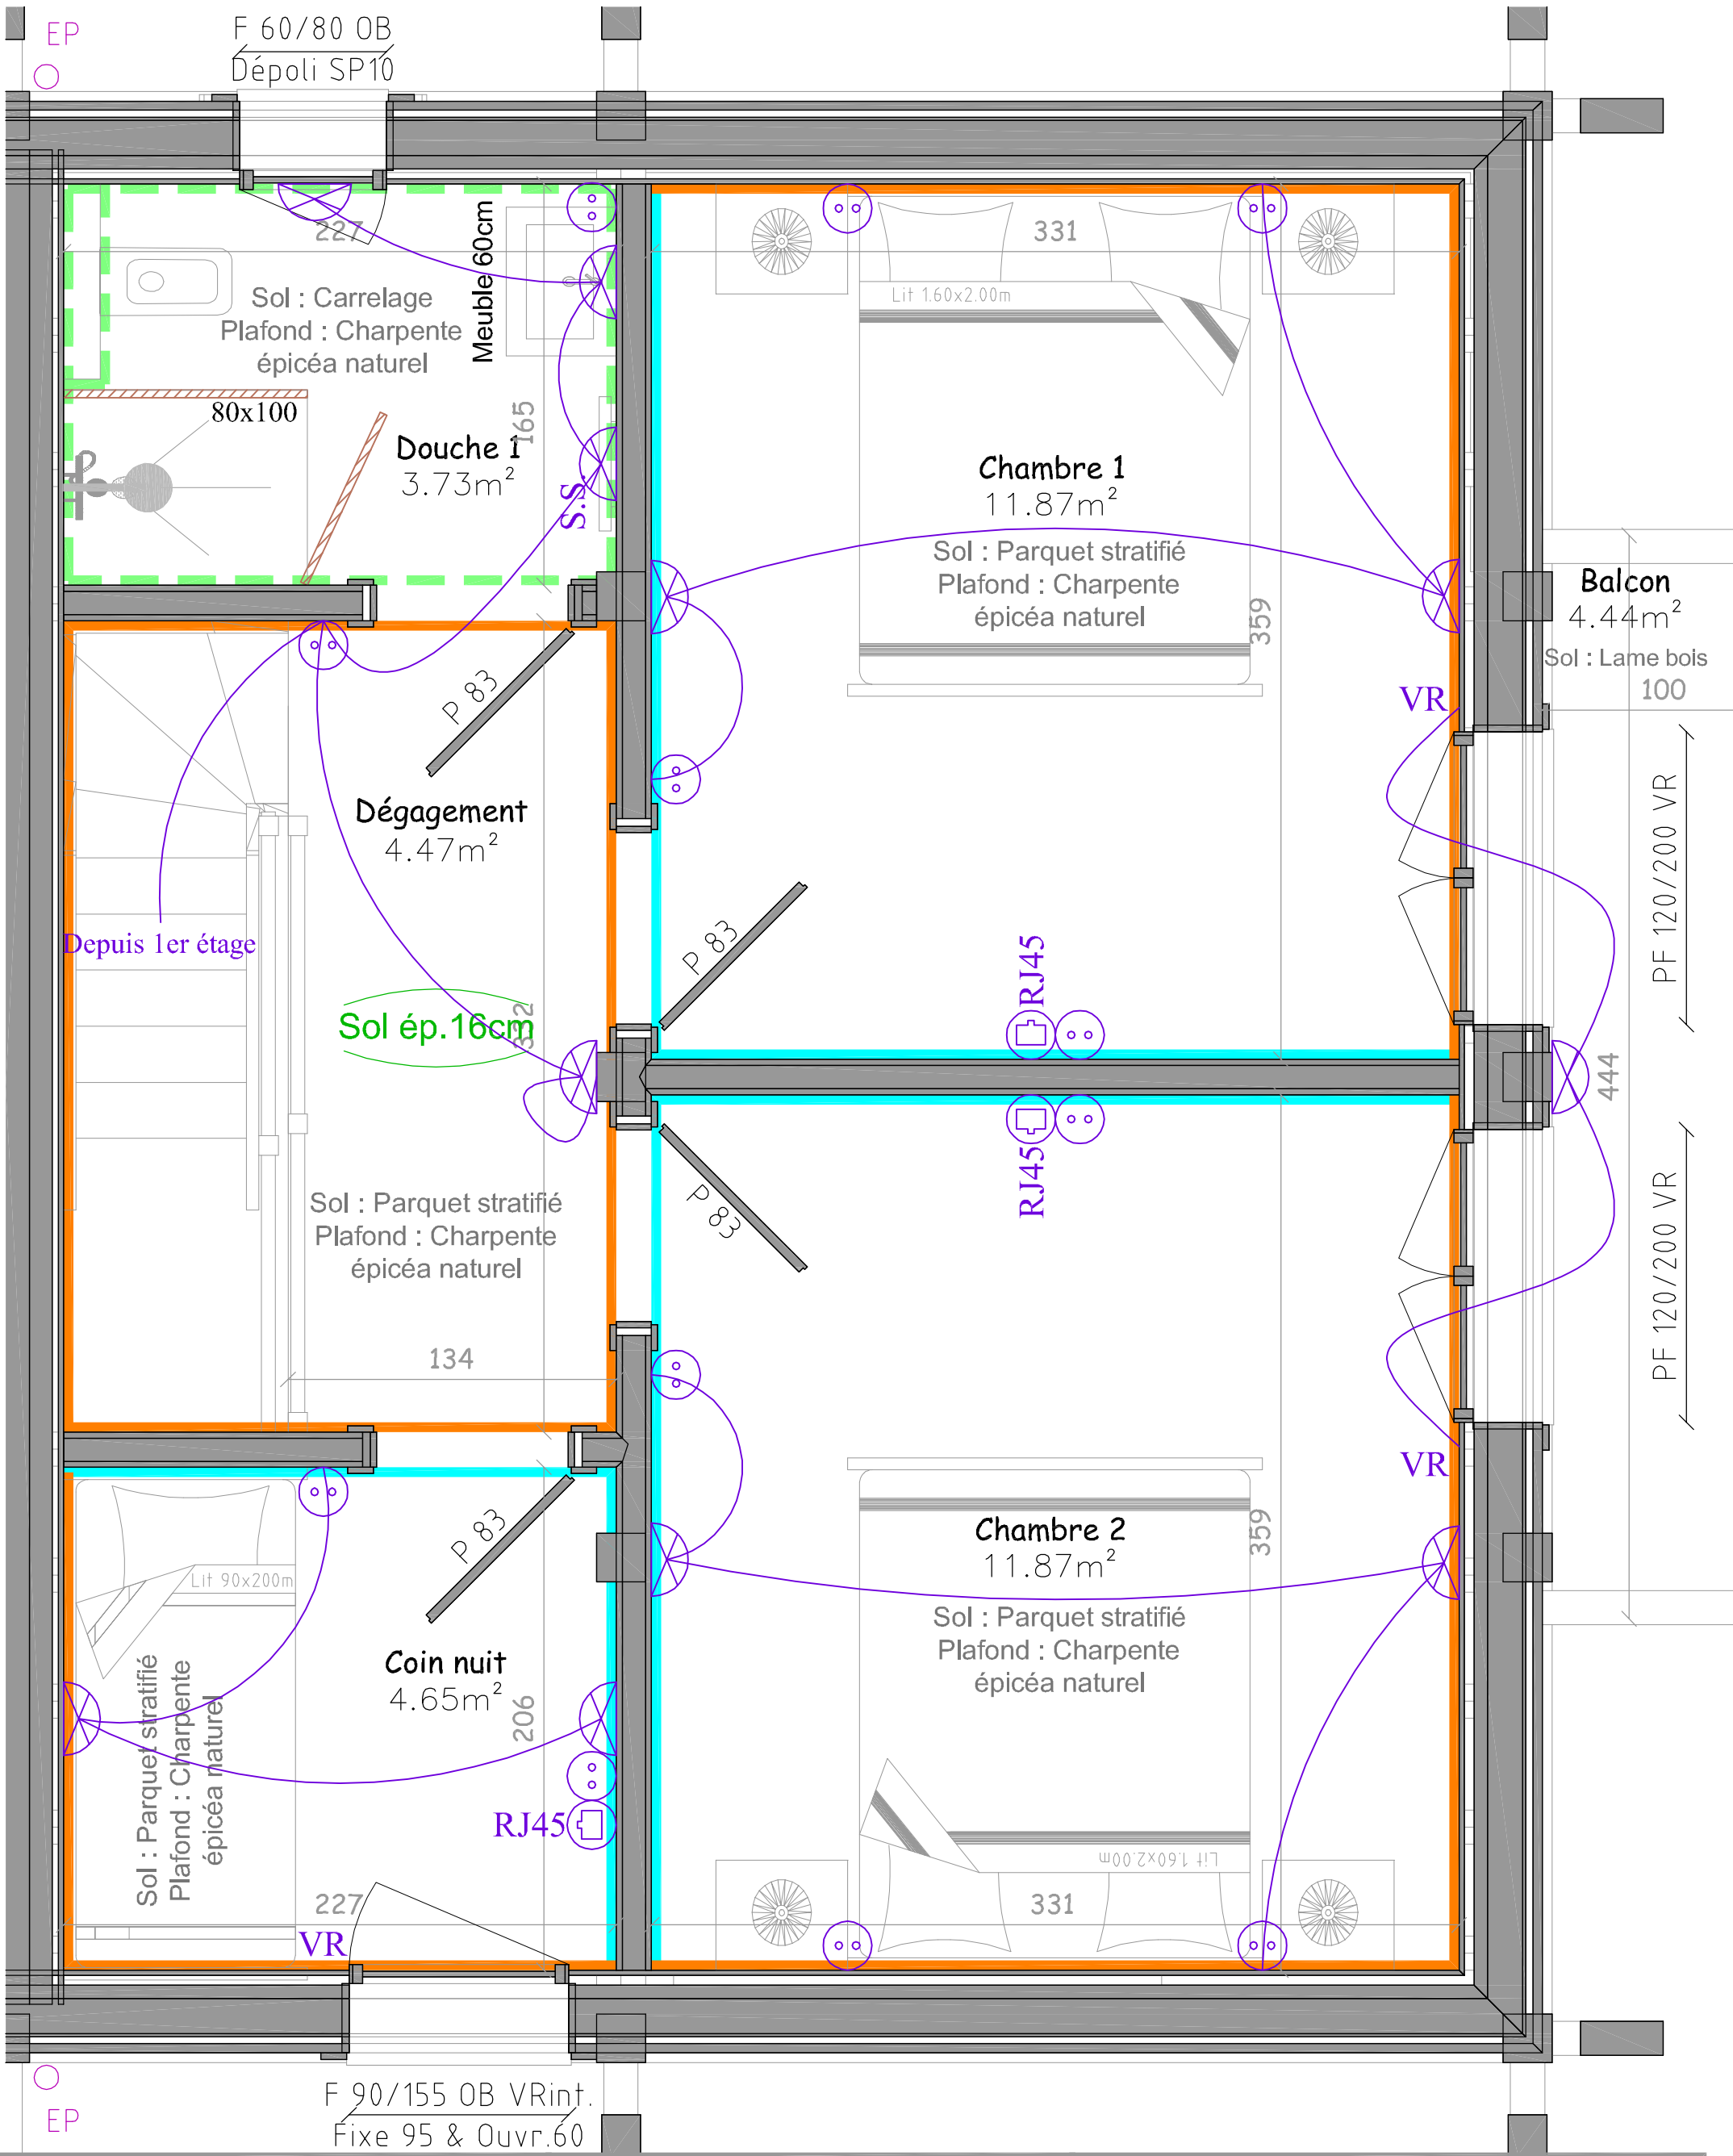 EP
F 60/80 OB
Dépoli SP10
227
Meuble 60cm
331
Lit 1.60x2.00m
Sol : Carrelage
Plafond : Charpente
épicéa naturel
80x100
Douche 1
3.73m²
165
S.S.
Chambre 1
11.87m²
Sol : Parquet stratifié
Plafond : Charpente
épicéa naturel
359
Balcon
4.44m²
Sol : Lame bois
100
P 83
VR
PF 120/200 VR
Dégagement
4.47m²
Depuis 1er étage
P 83
RJ45
Sol ép.16cm
332
444
RJ45
P 83
Sol : Parquet stratifié
Plafond : Charpente
épicéa naturel
PF 120/200 VR
134
VR
P 83
Lit 90x200m
Chambre 2
11.87m²
359
Sol : Parquet stratifié
Plafond : Charpente
épicéa naturel
Coin nuit
4.65m²
206
Sol : Parquet stratifié
Plafond : Charpente
épicéa naturel
RJ45
Lit 1.60x2.00m
227
331
VR
EP
F 90/155 OB VRint.
Fixe 95 & Ouvr.60